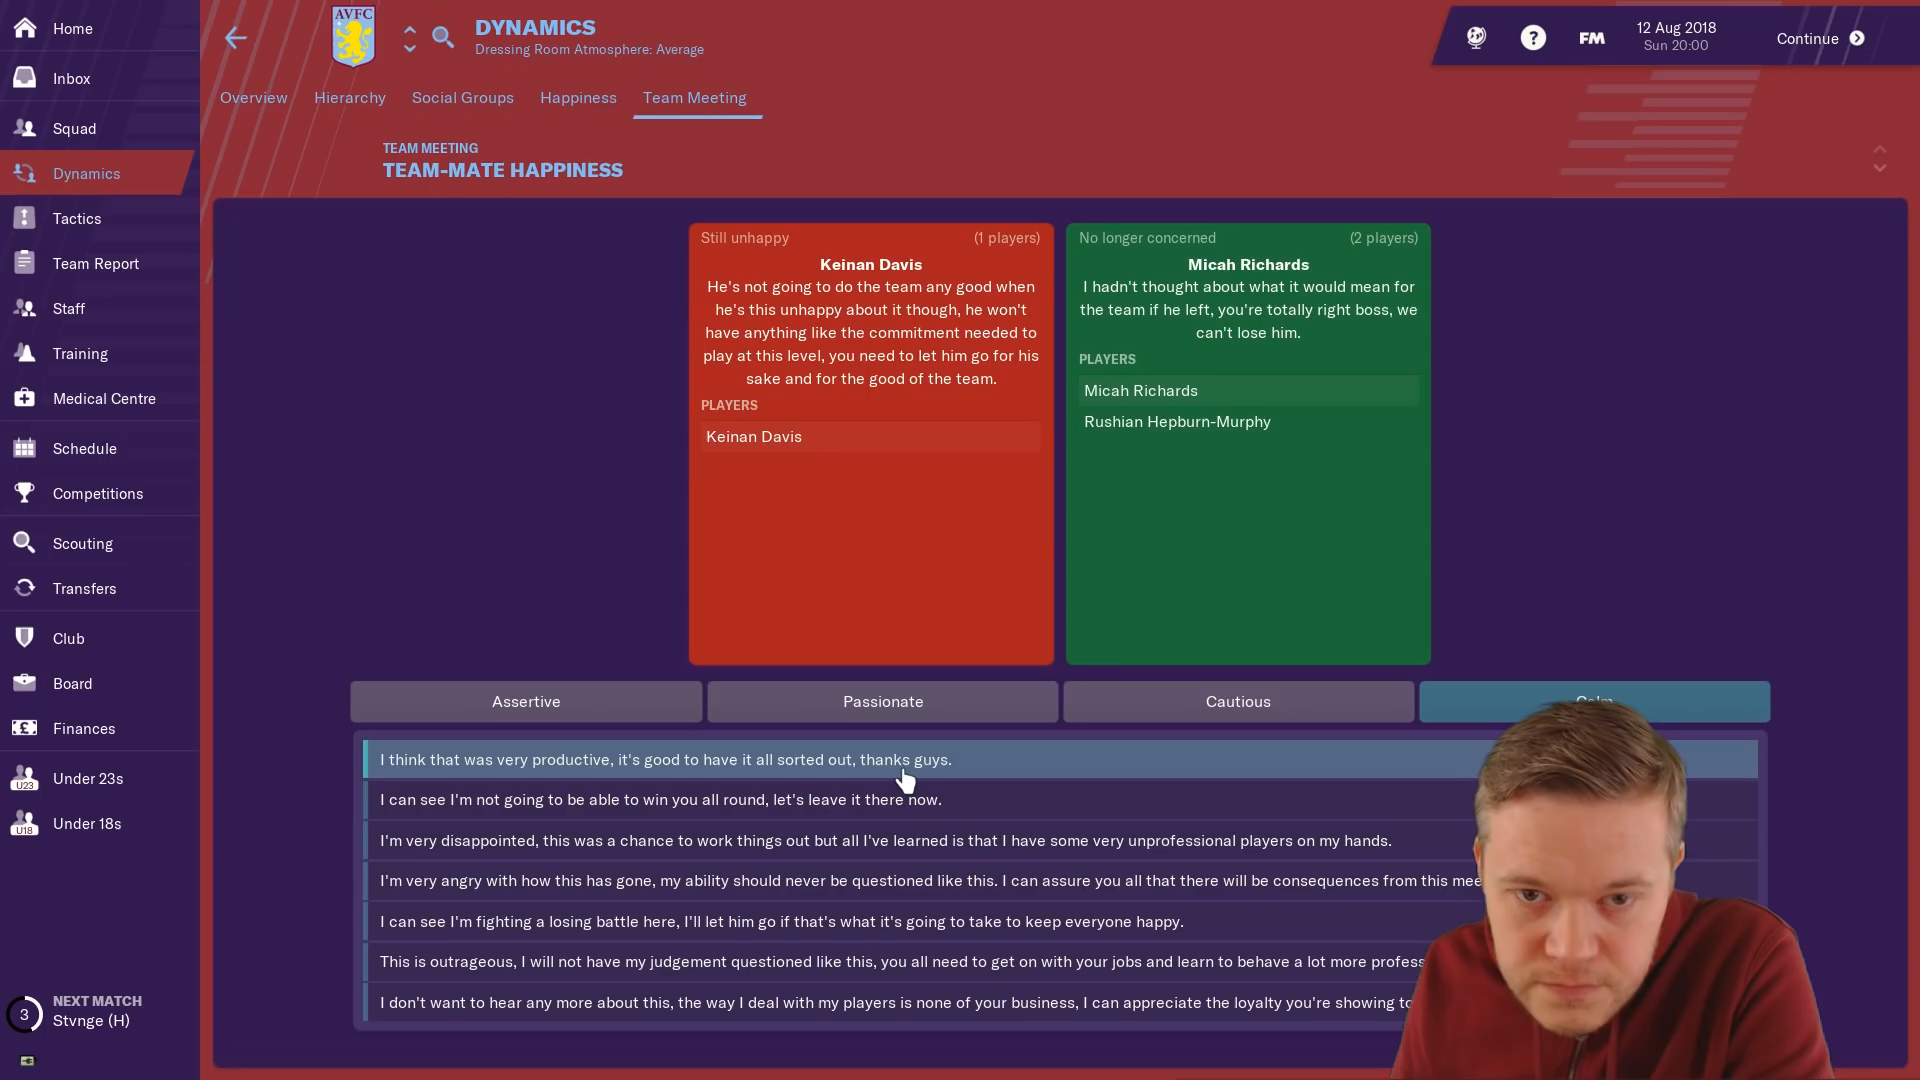 Home
Inbox
Squad
Dynamics
Tactics
Team Report
Staff
Training
Medical Centre
Schedule
Competitions
Scouting
Transfers
Club
Board
Finances
U23
Under 23s
U18
Under 18s
NEXT MATCH
3
Stvnge (H)
AVFC
DYNAMICS
Dressing Room Atmosphere: Average
?
FM
12 Aug 2018
Sun 20:00
Continue
Overview
Hierarchy
Social Groups
Happiness
Team Meeting
TEAM MEETING
TEAM-MATE HAPPINESS
Still unhappy
(1 players)
Keinan Davis
He's not going to do the team any good when
he's this unhappy about it though, he won't
have anything like the commitment needed to
play at this level, you need to let him go for his
sake and for the good of the team.
PLAYERS
Keinan Davis
No longer concerned
(2 players)
Micah Richards
I hadn't thought about what it would mean for
the team if he left, you're totally right boss, we
can't lose him.
PLAYERS
Micah Richards
Rushian Hepburn-Murphy
Assertive
Passionate
Cautious
I think that was very productive, it's good to have it all sorted out, thanks guys.
I can see I'm not going to be able to win you all round, let's leave it there now.
I'm very disappointed, this was a chance to work things out but all I've learned is that I have some very unprofessional players on my hands.
I'm very angry with how this has gone, my ability should never be questioned like this. I can assure you all that there will be consequences from this
I can see I'm fighting a losing battle here, I'll let him go if that's what it's going to take to keep everyone happy.
This is outrageous, I will not have my judgement questioned like this, you all need to get on with your jobs and learn to behave a lot more
I don't want to hear any more about this, the way I deal with my players is none of your business, I can appreciate the loyalty you're showing